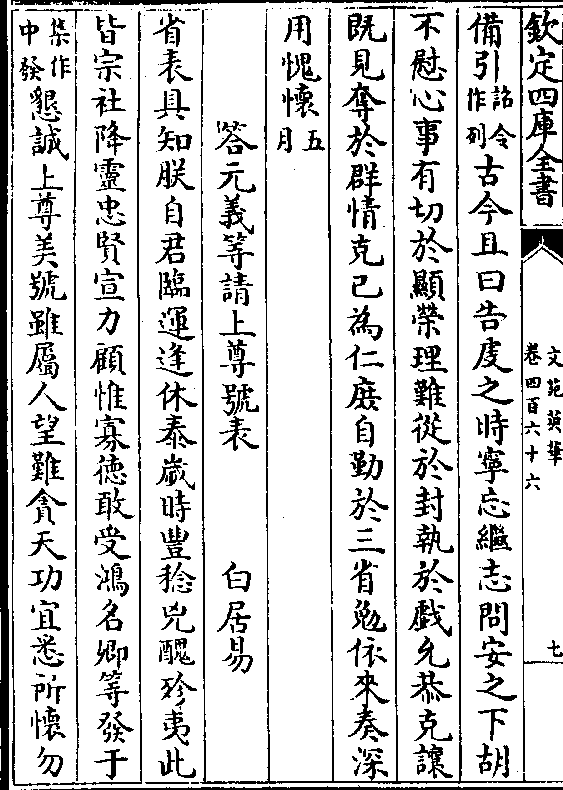 欽定四庫全書
文苑英華
卷四百六十六
七
備引詔令作列古今且曰告虔之時寧忘繼志問安之下胡
不慰心事有切於顯榮理難從於封執於戲允恭克讓
既見奪於群情克己為仁庶自勤於三省勉依來奏深
用愧懷五月
答元義等請上尊號表 白居易
省表具知朕自君臨運逢休泰歳時豐稔兇醜殄夷此
皆宗社降靈忠賢宣力顧惟寡徳敢受鴻名卿等發于
集作中發懇誠上尊美號雖屬人望難貪天功宜悉所懷勿